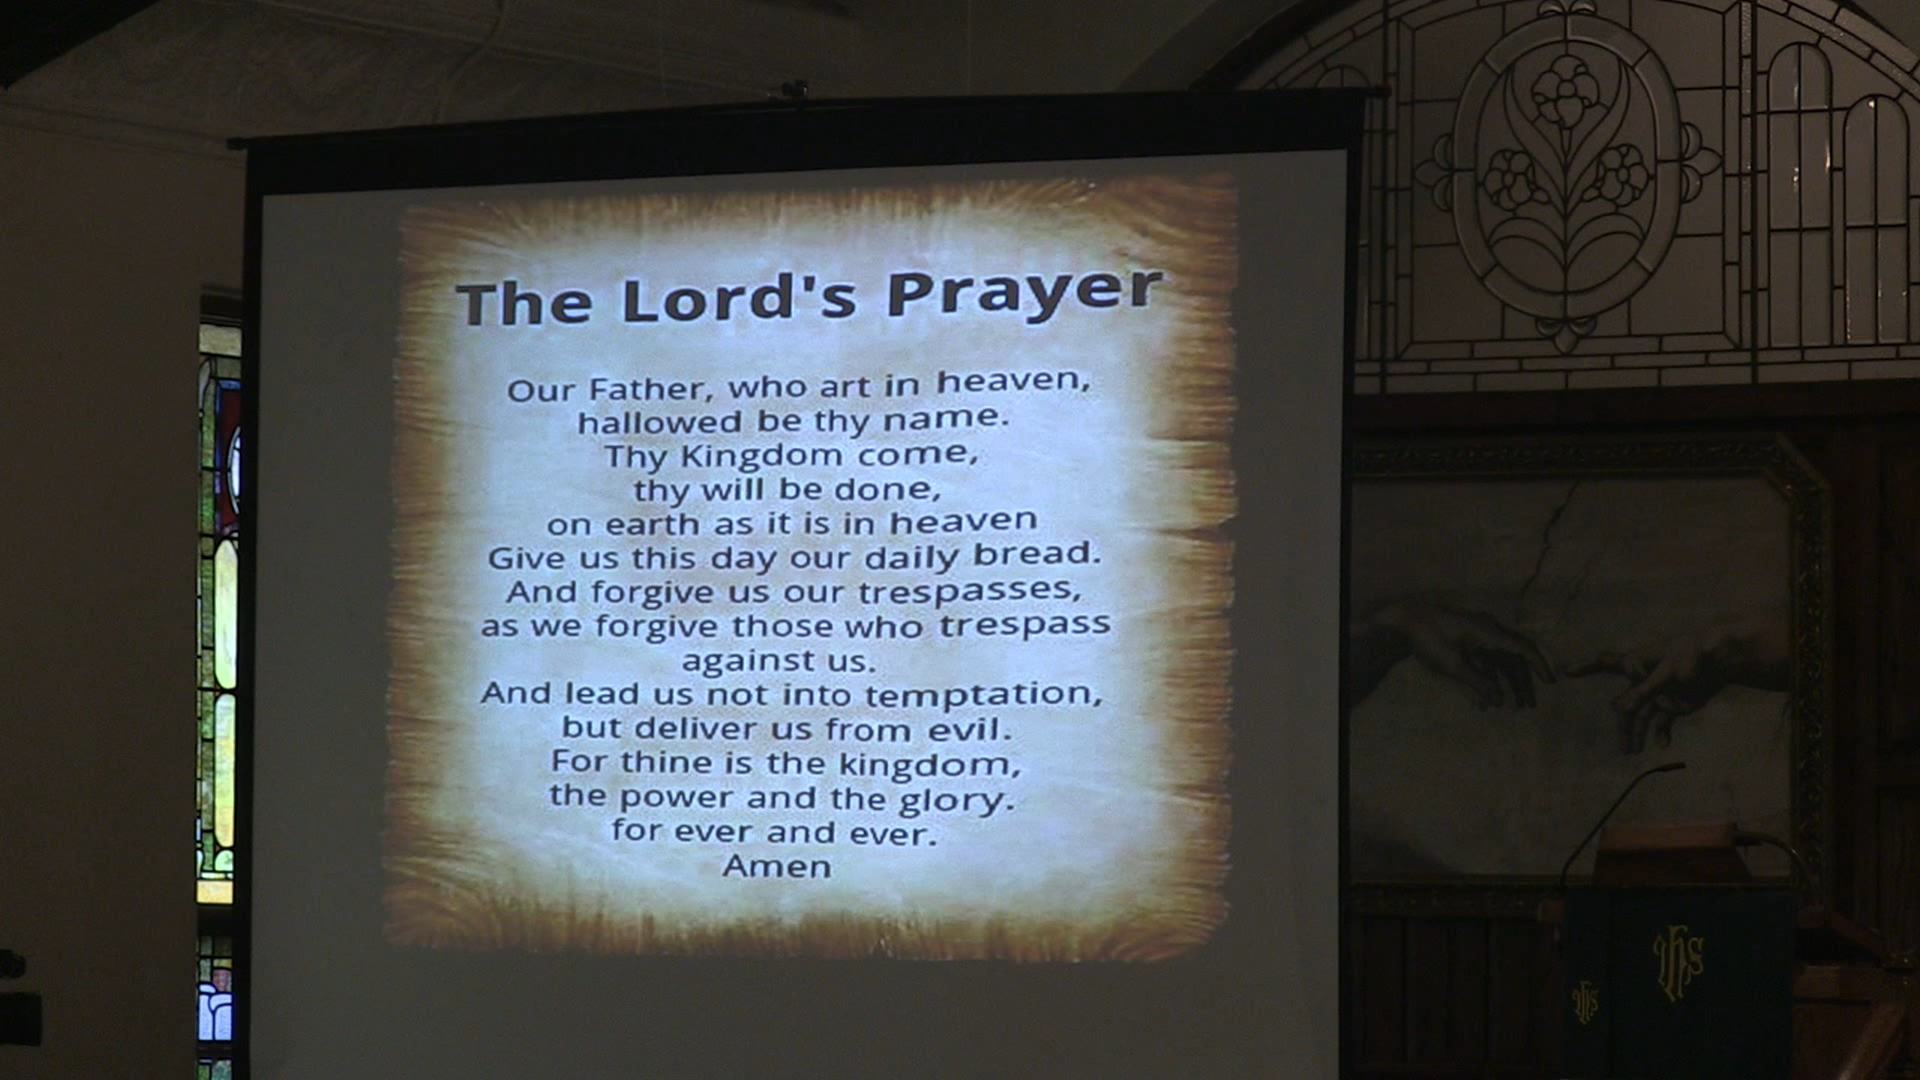 The Lord's Prayer
Our Father, who art in heaven,
hallowed be thy name.
Thy Kingdom come,
thy will be done,
on earth as it is in heaven
Give us this day our daily bread.
And forgive us our trespasses,
as we forgive those who trespass
against us.
And lead us not into temptation,
but deliver us from evil.
For thine is the kingdom,
the power and the glory.
for ever and ever.
Amen
IHS
IHS